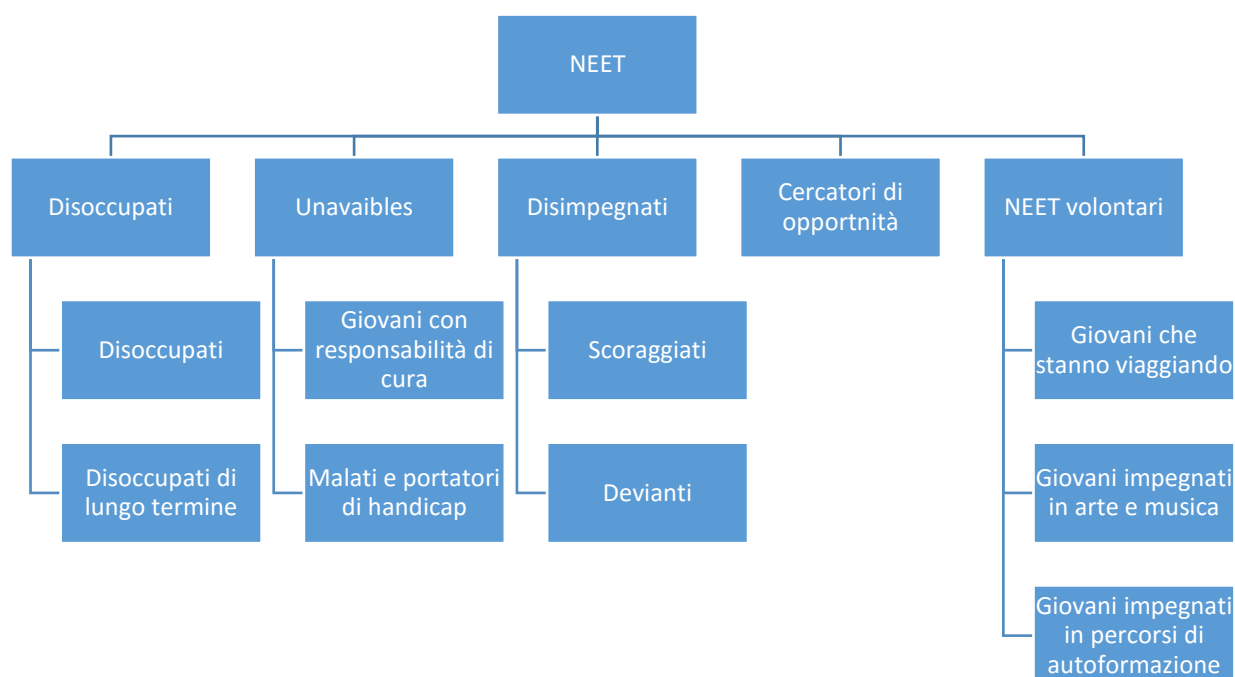 NEET
Disoccupati
Unavaibles
Disimpegnati
Cercatori di
opportnità
NEET volontari
Disoccupati
Giovani con
responsabilità di
cura
Scoraggiati
Giovani che
stanno viaggiando
Disoccupati di
lungo termine
Malati e portatori
di handicap
Devianti
Giovani impegnati
in arte e musica
Giovani impegnati
in percorsi di
autoformazione